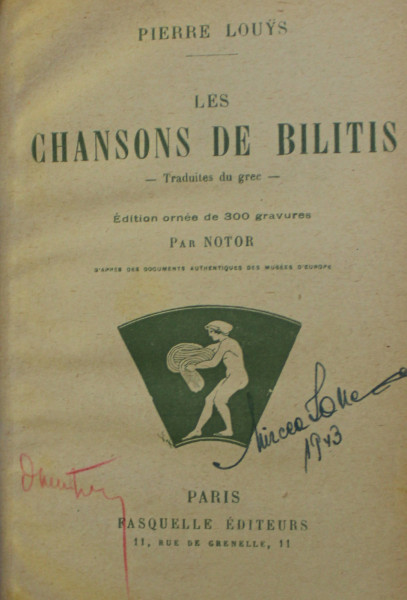 PIERRE LOUŸS
LES
CHANSONS DE BILITIS
— Traduites du grec —
Édition ornée de 300 gravures
PAR NOTOR
D'APRÈS DES DOCUMENTS AUTHENTIQUES DES MUSÉES D'EUROPE
Mircea
1943
PARIS
FASQUELLE ÉDITEURS
11, RUE DE GRENELLE, 11